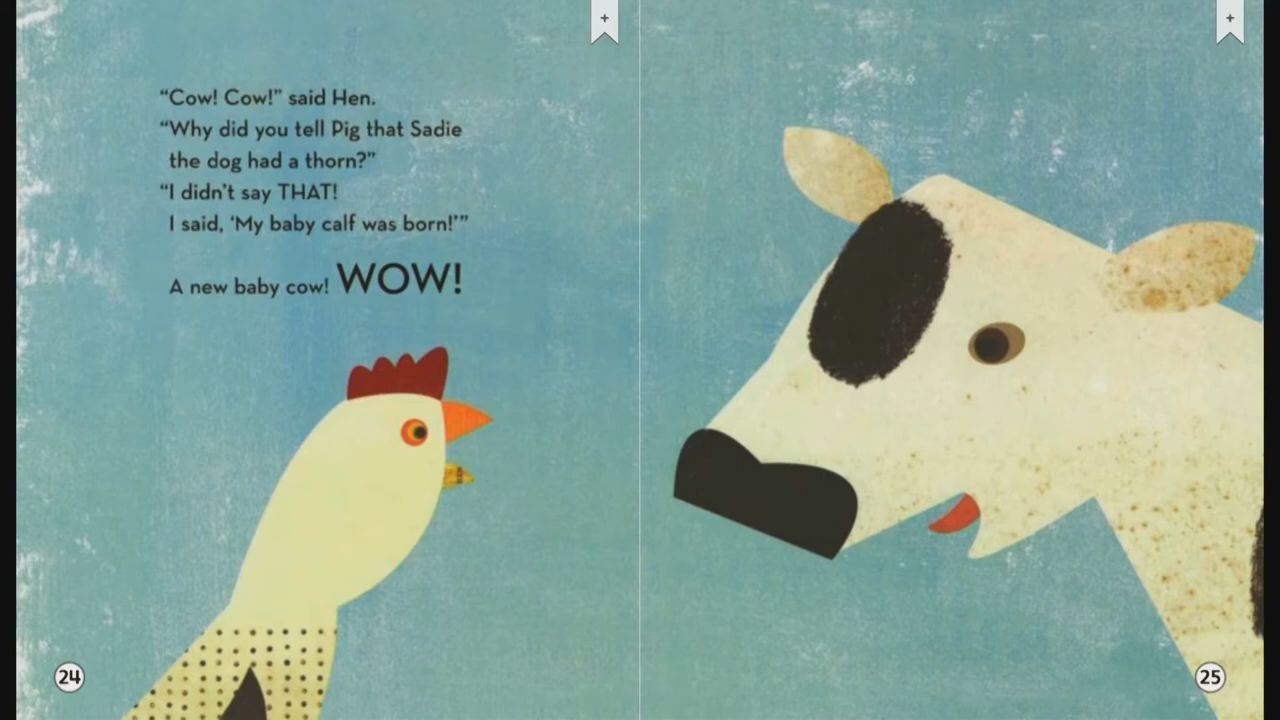 “Cow! Cow!” said Hen.
“Why did you tell Pig that Sadie
the dog had a thorn?”
“I didn’t say THAT!
I said, ‘My baby calf was born!’”
A new baby cow! WOW!
24
25